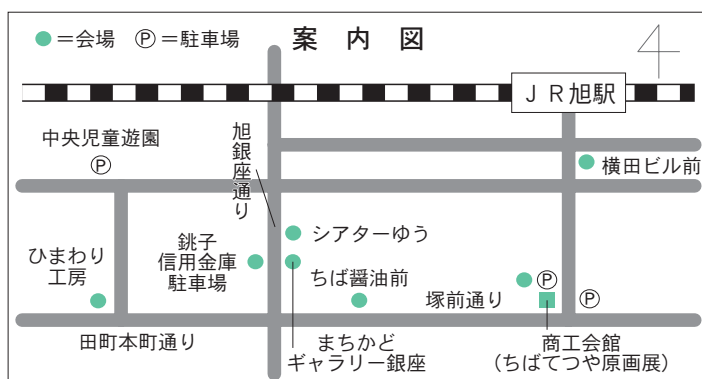 ●＝会場 Ⓟ＝駐車場
案内図
ＪＲ旭駅
中央児童遊園
Ⓟ
旭銀座通り
横田ビル前
シアターゆう
ひまわり
工房
銚子
信用金庫
駐車場
ちば醤油前
塚前通り
Ⓟ
Ⓟ
田町本町通り
まちかど
ギャラリー銀座
商工会館
（ちばてつや原画展）